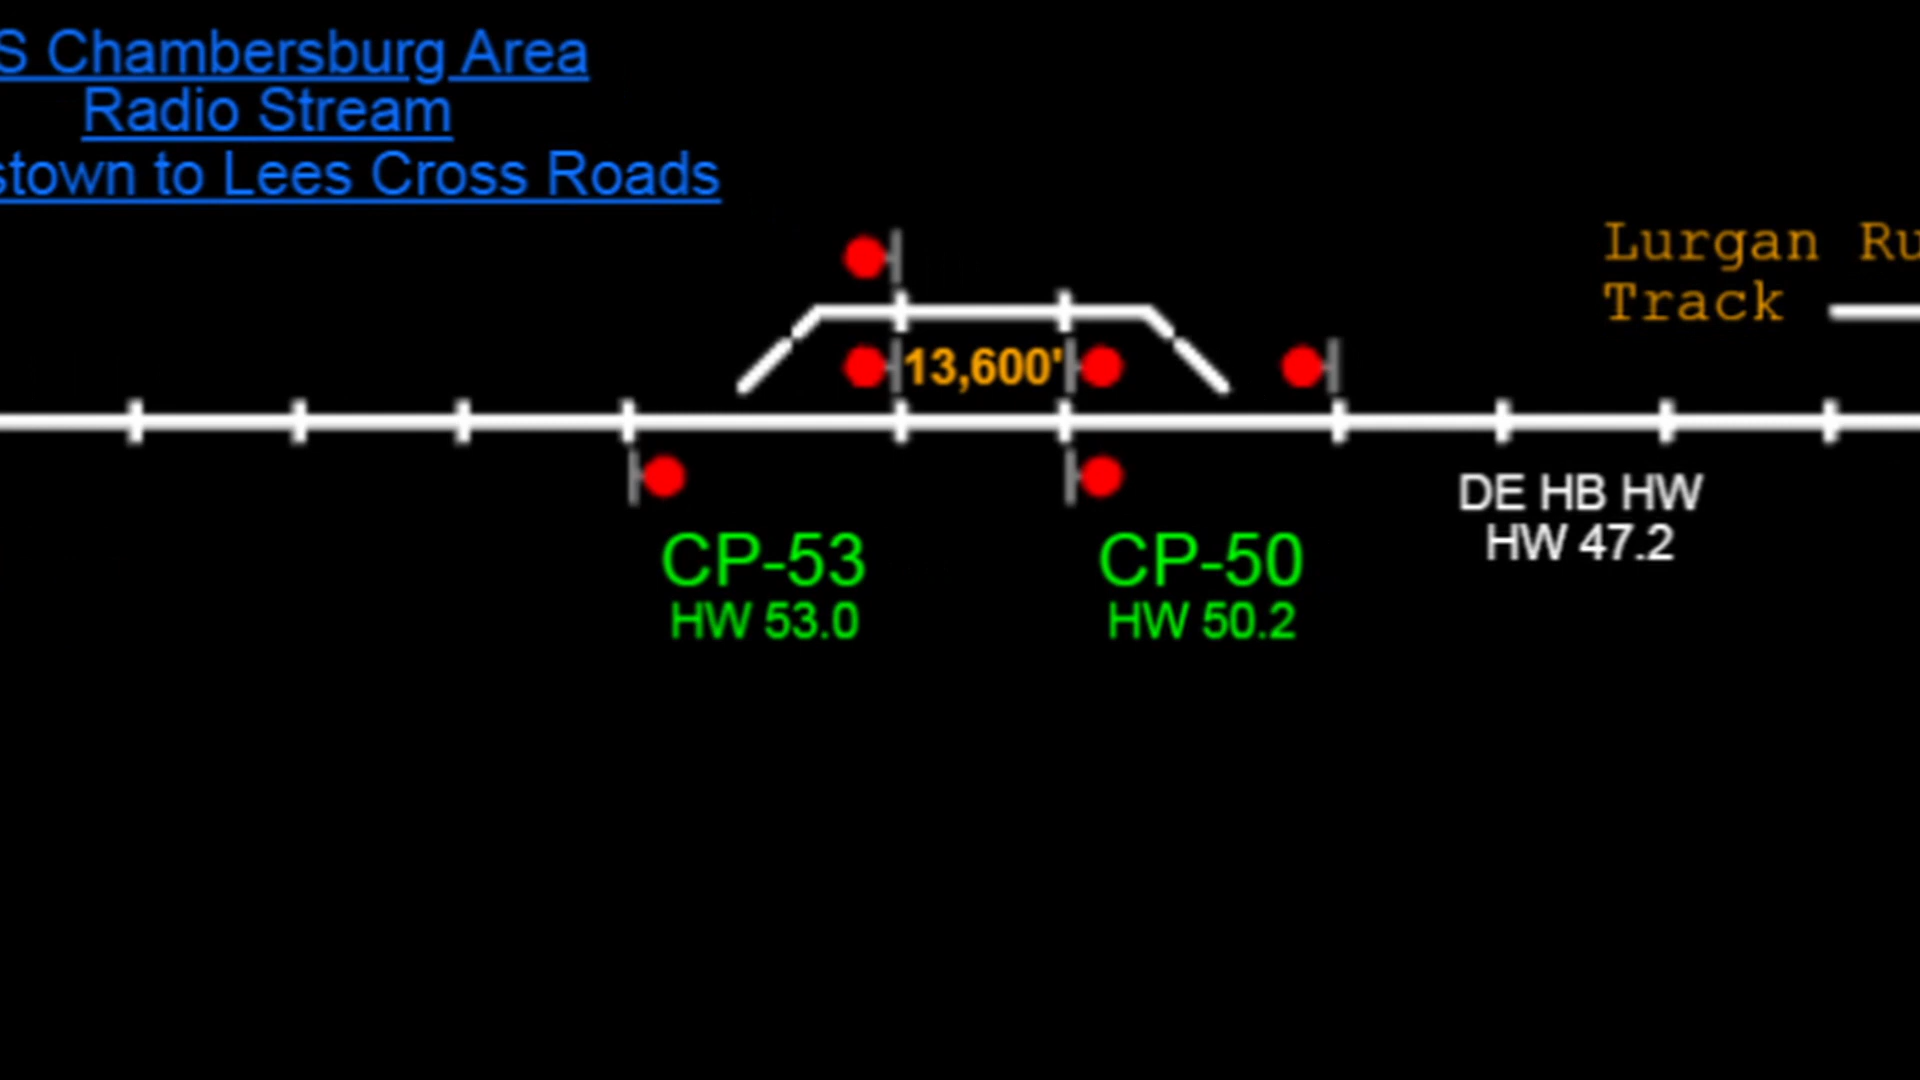 S Chambersburg Area
Radio Stream
stown to Lees Cross Roads
Lurgan Ru
Track
13,600'
DE HB HW
HW 47.2
CP-53
HW 53.0
CP-50
HW 50.2